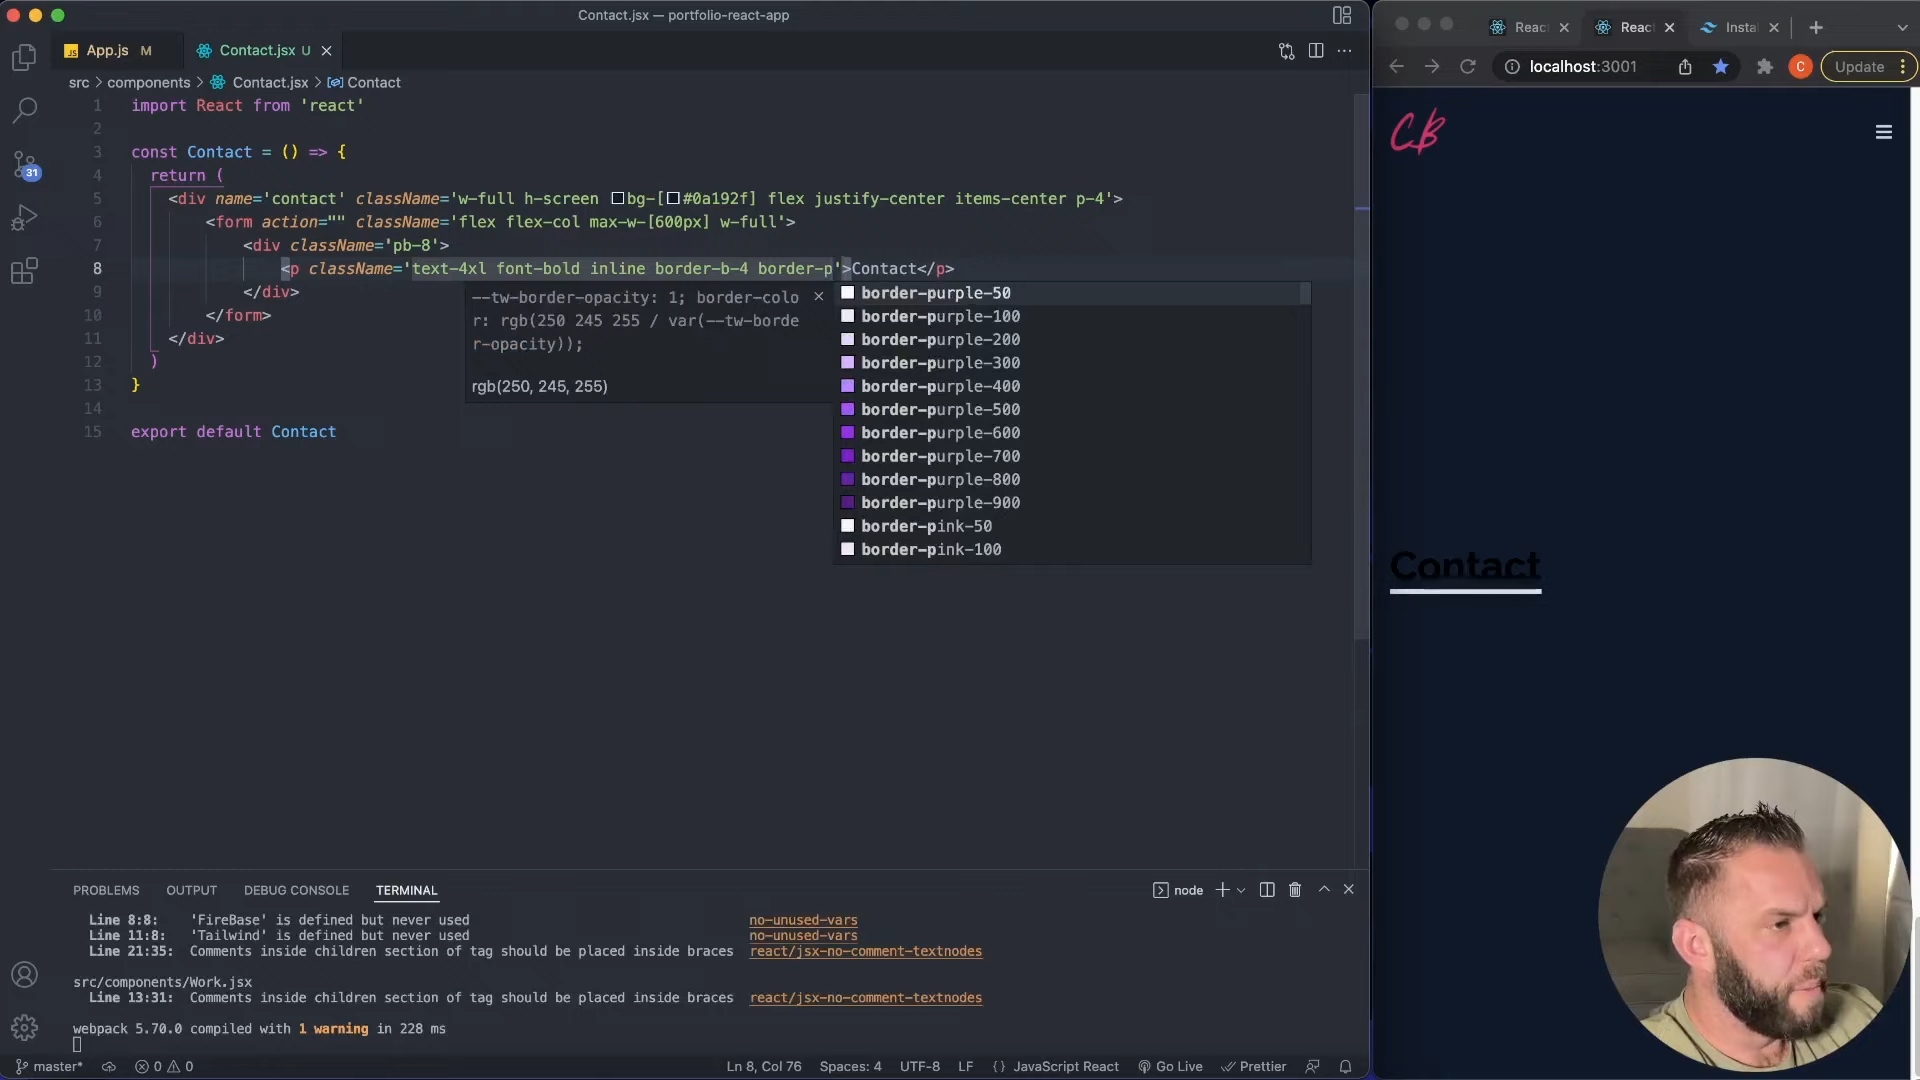 Contact.jsx — portfolio-react-app
JS App.js M
Contact.jsx U
src > components > Contact.jsx > Contact
1 import React from 'react'
2
3 const Contact = () => {
4 return (
5 <div name='contact' className='w-full h-screen bg-[#0a192f] flex justify-center items-center p-4'>
6 <form action="" className='flex flex-col max-w-[600px] w-full'>
7 <div className='pb-8'>
8 <p className='text-4xl font-bold inline border-b-4 border-p'>Contact</p>
9 </div>
10 </form>
11 </div>
12 )
13 }
14
15 export default Contact
--tw-border-opacity: 1; border-colo
r: rgb(250 245 255 / var(--tw-borde
r-opacity));
rgb(250, 245, 255)
border-purple-50
border-purple-100
border-purple-200
border-purple-300
border-purple-400
border-purple-500
border-purple-600
border-purple-700
border-purple-800
border-purple-900
border-pink-50
border-pink-100
31
PROBLEMS OUTPUT DEBUG CONSOLE TERMINAL
node
Line 8:8: 'FireBase' is defined but never used no-unused-vars
Line 11:8: 'Tailwind' is defined but never used no-unused-vars
Line 21:35: Comments inside children section of tag should be placed inside braces react/jsx-no-comment-textnodes
src/components/Work.jsx
Line 13:31: Comments inside children section of tag should be placed inside braces react/jsx-no-comment-textnodes
webpack 5.70.0 compiled with 1 warning in 228 ms
master* 0 0 Ln 8, Col 76 Spaces: 4 UTF-8 LF {} JavaScript React Go Live Prettier
Reac Reac Insta
localhost:3001 C Update
CB
Contact